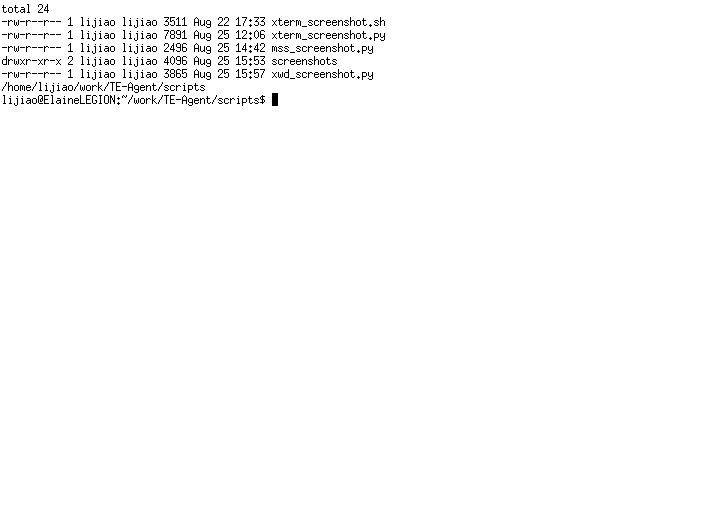 total 24
-rw-r--r-- 1 lijiao lijiao 3511 Aug 22 17:33 xterm_screenshot.sh
-rw-r--r-- 1 lijiao lijiao 7891 Aug 25 12:06 xterm_screenshot.py
-rw-r--r-- 1 lijiao lijiao 2496 Aug 25 14:42 mss_screenshot.py
drwxr-xr-x 2 lijiao lijiao 4096 Aug 25 15:53 screenshots
-rw-r--r-- 1 lijiao lijiao 3865 Aug 25 15:57 xwd_screenshot.py
/home/lijiao/work/TE-Agent/scripts
lijiao@ElaineLEGION:~/work/TE-Agent/scripts$